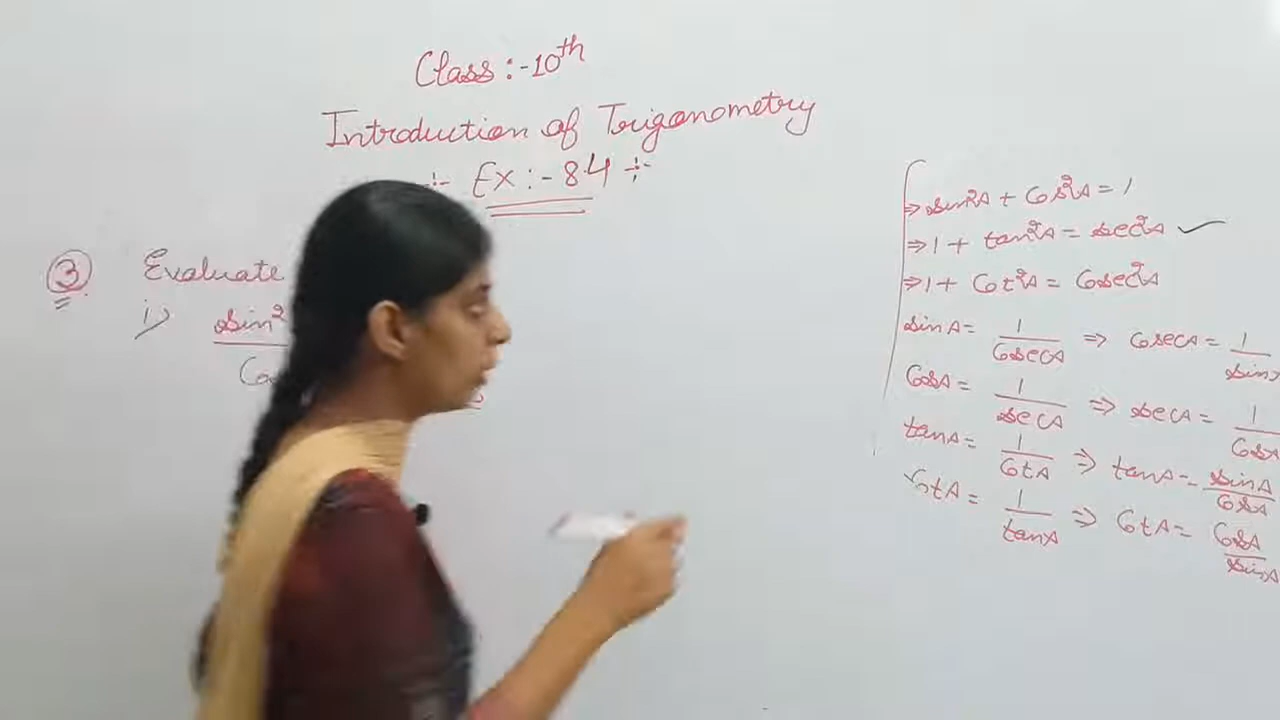 Class :- 10th
Introduction of Trigonometry
÷ Ex :- 8.4 ÷
③ Evaluate
i) sin²
⇒ sin²A + Cos²A = 1
⇒ 1 + tan²A = sec²A ✓
⇒ 1 + Cot²A = Cosec²A
sinA = 1/CosecA ⇒ CosecA = 1/sinA
CosA = 1/secA ⇒ secA = 1/CosA
tanA = 1/CotA ⇒ tanA = sinA/CosA
CotA = 1/tanA ⇒ CotA = CosA/sinA